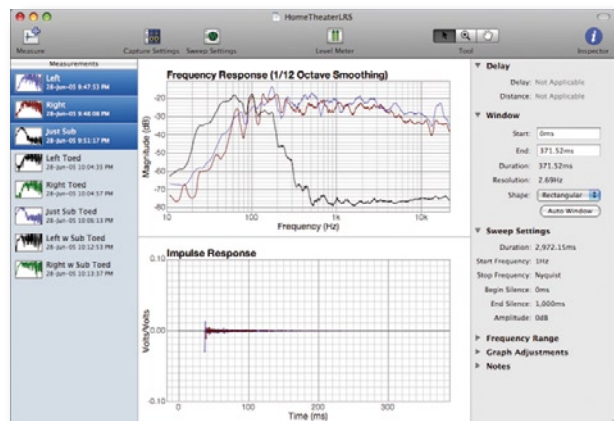 HomeTheaterLRS
Measure
Capture Settings
Sweep Settings
Level Meter
Tool
Inspector
Measurements
Left
28-Jun-05 9:47:53 PM
Right
28-Jun-05 9:48:08 PM
Just Sub
28-Jun-05 9:51:17 PM
Left Toed
28-Jun-05 10:04:35 PM
Right Toed
28-Jun-05 10:04:57 PM
Just Sub Toed
28-Jun-05 10:06:13 PM
Left w Sub Toed
28-Jun-05 10:12:53 PM
Right w Sub Toed
28-Jun-05 10:13:37 PM
Frequency Response (1/12 Octave Smoothing)
Magnitude (dB)
-20
-30
-40
-50
-60
-70
-80
10
100
1k
10k
Frequency (Hz)
Impulse Response
Volts/Volts
0.10
0.00
-0.10
0
100
200
300
Time (ms)
Delay
Delay: Not Applicable
Distance: Not Applicable
Window
Start: 0ms
End: 371.52ms
Duration: 371.52ms
Resolution: 2.69Hz
Shape: Rectangular
Auto Window
Sweep Settings
Duration: 2,972.15ms
Start Frequency: 1Hz
Stop Frequency: Nyquist
Begin Silence: 0ms
End Silence: 1,000ms
Amplitude: 0dB
Frequency Range
Graph Adjustments
Notes